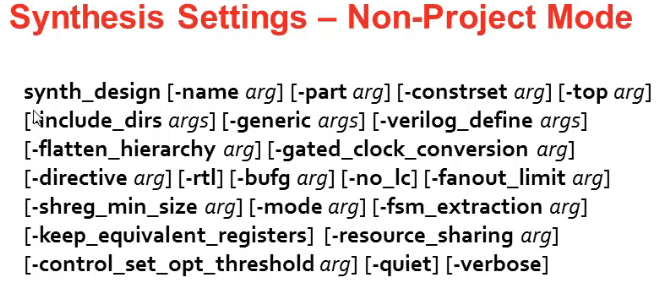 Synthesis Settings – Non-Project Mode
synth_design [-name arg] [-part arg] [-constrset arg] [-top arg]
[-include_dirs args] [-generic args] [-verilog_define args]
[-flatten_hierarchy arg] [-gated_clock_conversion arg]
[-directive arg] [-rtl] [-bufg arg] [-no_lc] [-fanout_limit arg]
[-shreg_min_size arg] [-mode arg] [-fsm_extraction arg]
[-keep_equivalent_registers] [-resource_sharing arg]
[-control_set_opt_threshold arg] [-quiet] [-verbose]